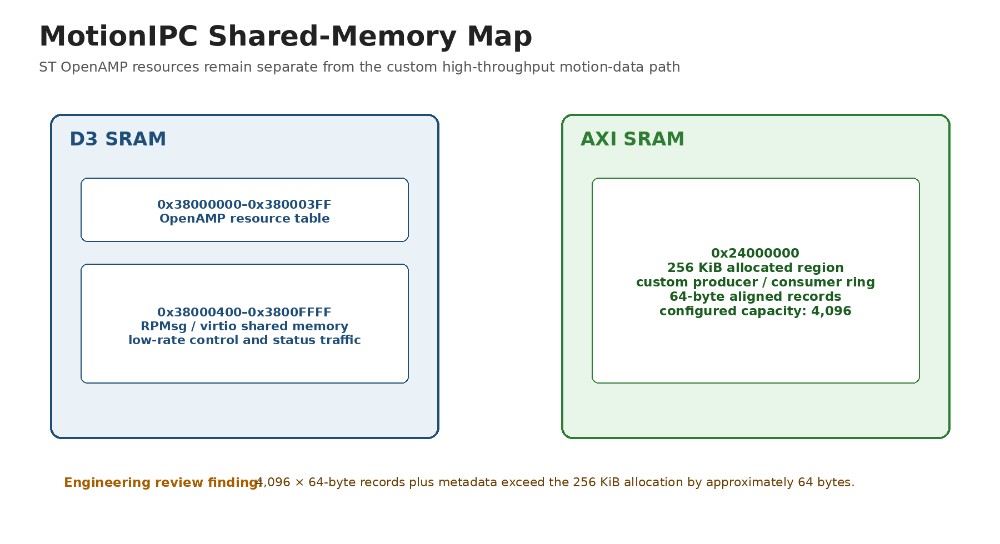 MotionIPC Shared-Memory Map
ST OpenAMP resources remain separate from the custom high-throughput motion-data path
D3 SRAM
0x38000000–0x380003FF
OpenAMP resource table
0x38000400–0x3800FFFF
RPMsg / virtio shared memory
low-rate control and status traffic
AXI SRAM
0x24000000
256 KiB allocated region
custom producer / consumer ring
64-byte aligned records
configured capacity: 4,096
Engineering review finding: 4,096 × 64-byte records plus metadata exceed the 256 KiB allocation by approximately 64 bytes.